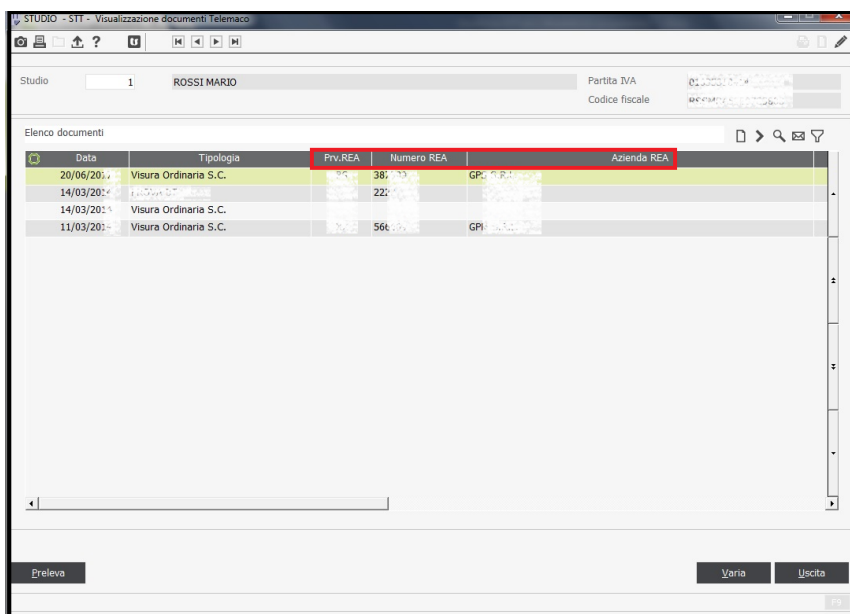 STUDIO - STT - Visualizzazione documenti Telemaco
?
Studio 1 ROSSI MARIO Partita IVA
Codice fiscale
Elenco documenti
Data Tipologia Prv.REA Numero REA Azienda REA
Visura Ordinaria S.C.
Visura Ordinaria S.C.
Visura Ordinaria S.C.
Preleva Varia Uscita
F9